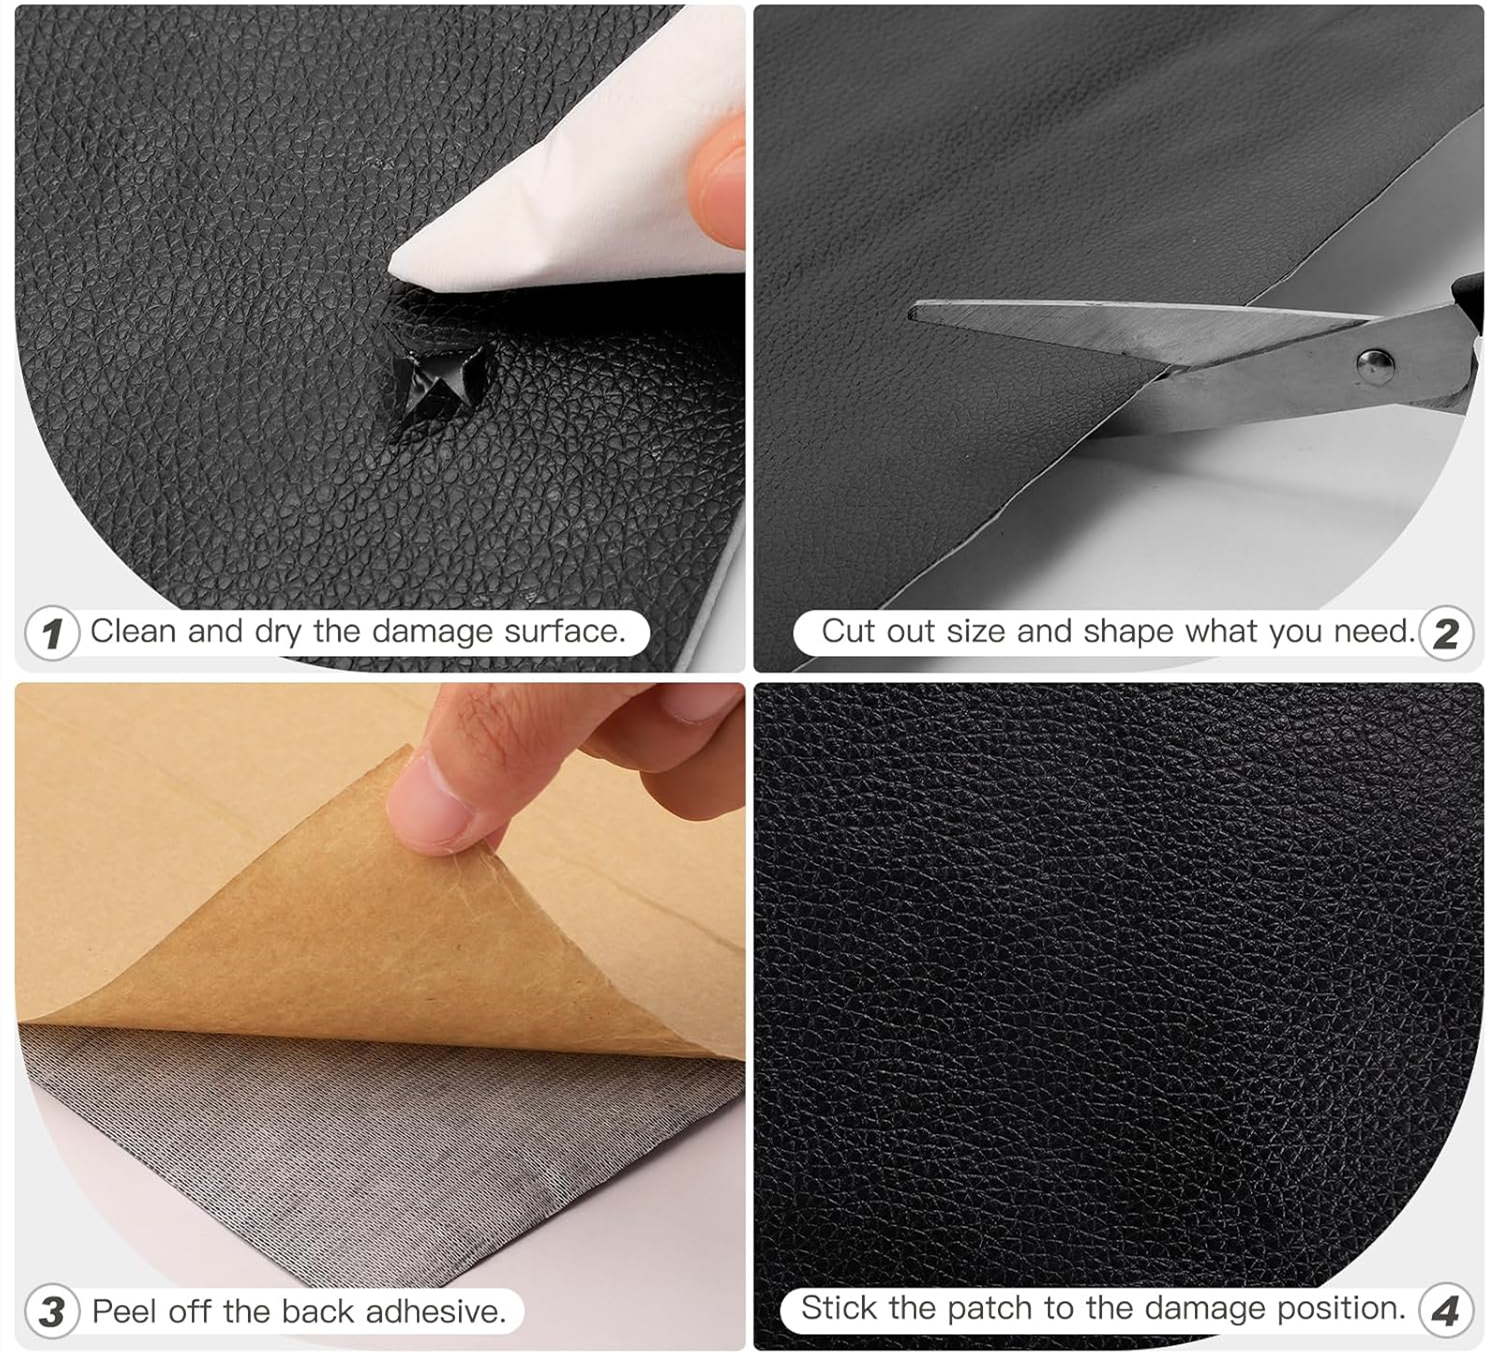 1 Clean and dry the damage surface.
Cut out size and shape what you need. 2
3 Peel off the back adhesive.
Stick the patch to the damage position. 4